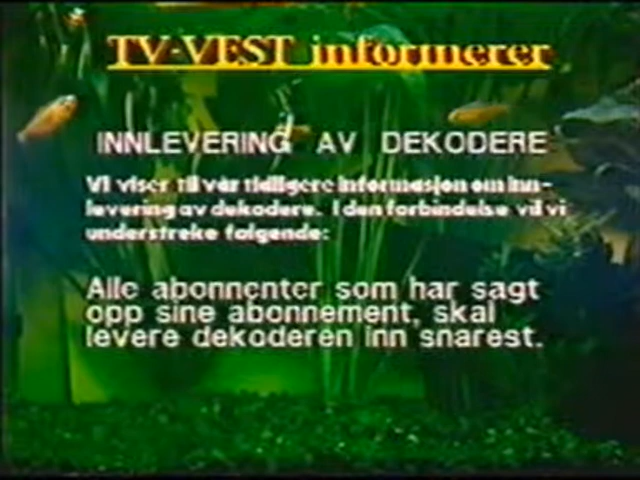 TV-VEST informerer
INNLEVERING AV DEKODERE
Vi viser til vår tidligere informasjon om inn-
levering av dekodere. I den forbindelse vil vi
understreke følgende:
Alle abonnenter som har sagt
opp sine abonnement, skal
levere dekoderen inn snarest.